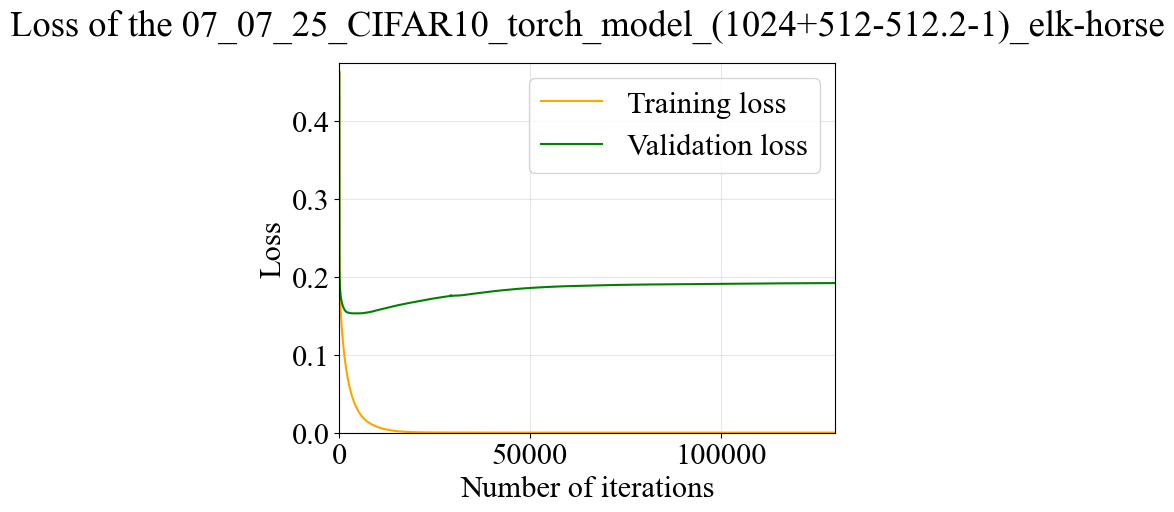 Loss of the 07_07_25_CIFAR10_torch_model_(1024+512-512.2-1)_elk-horse
Training loss
Validation loss
Loss
0.4
0.3
0.2
0.1
0.0
0
50000
100000
Number of iterations